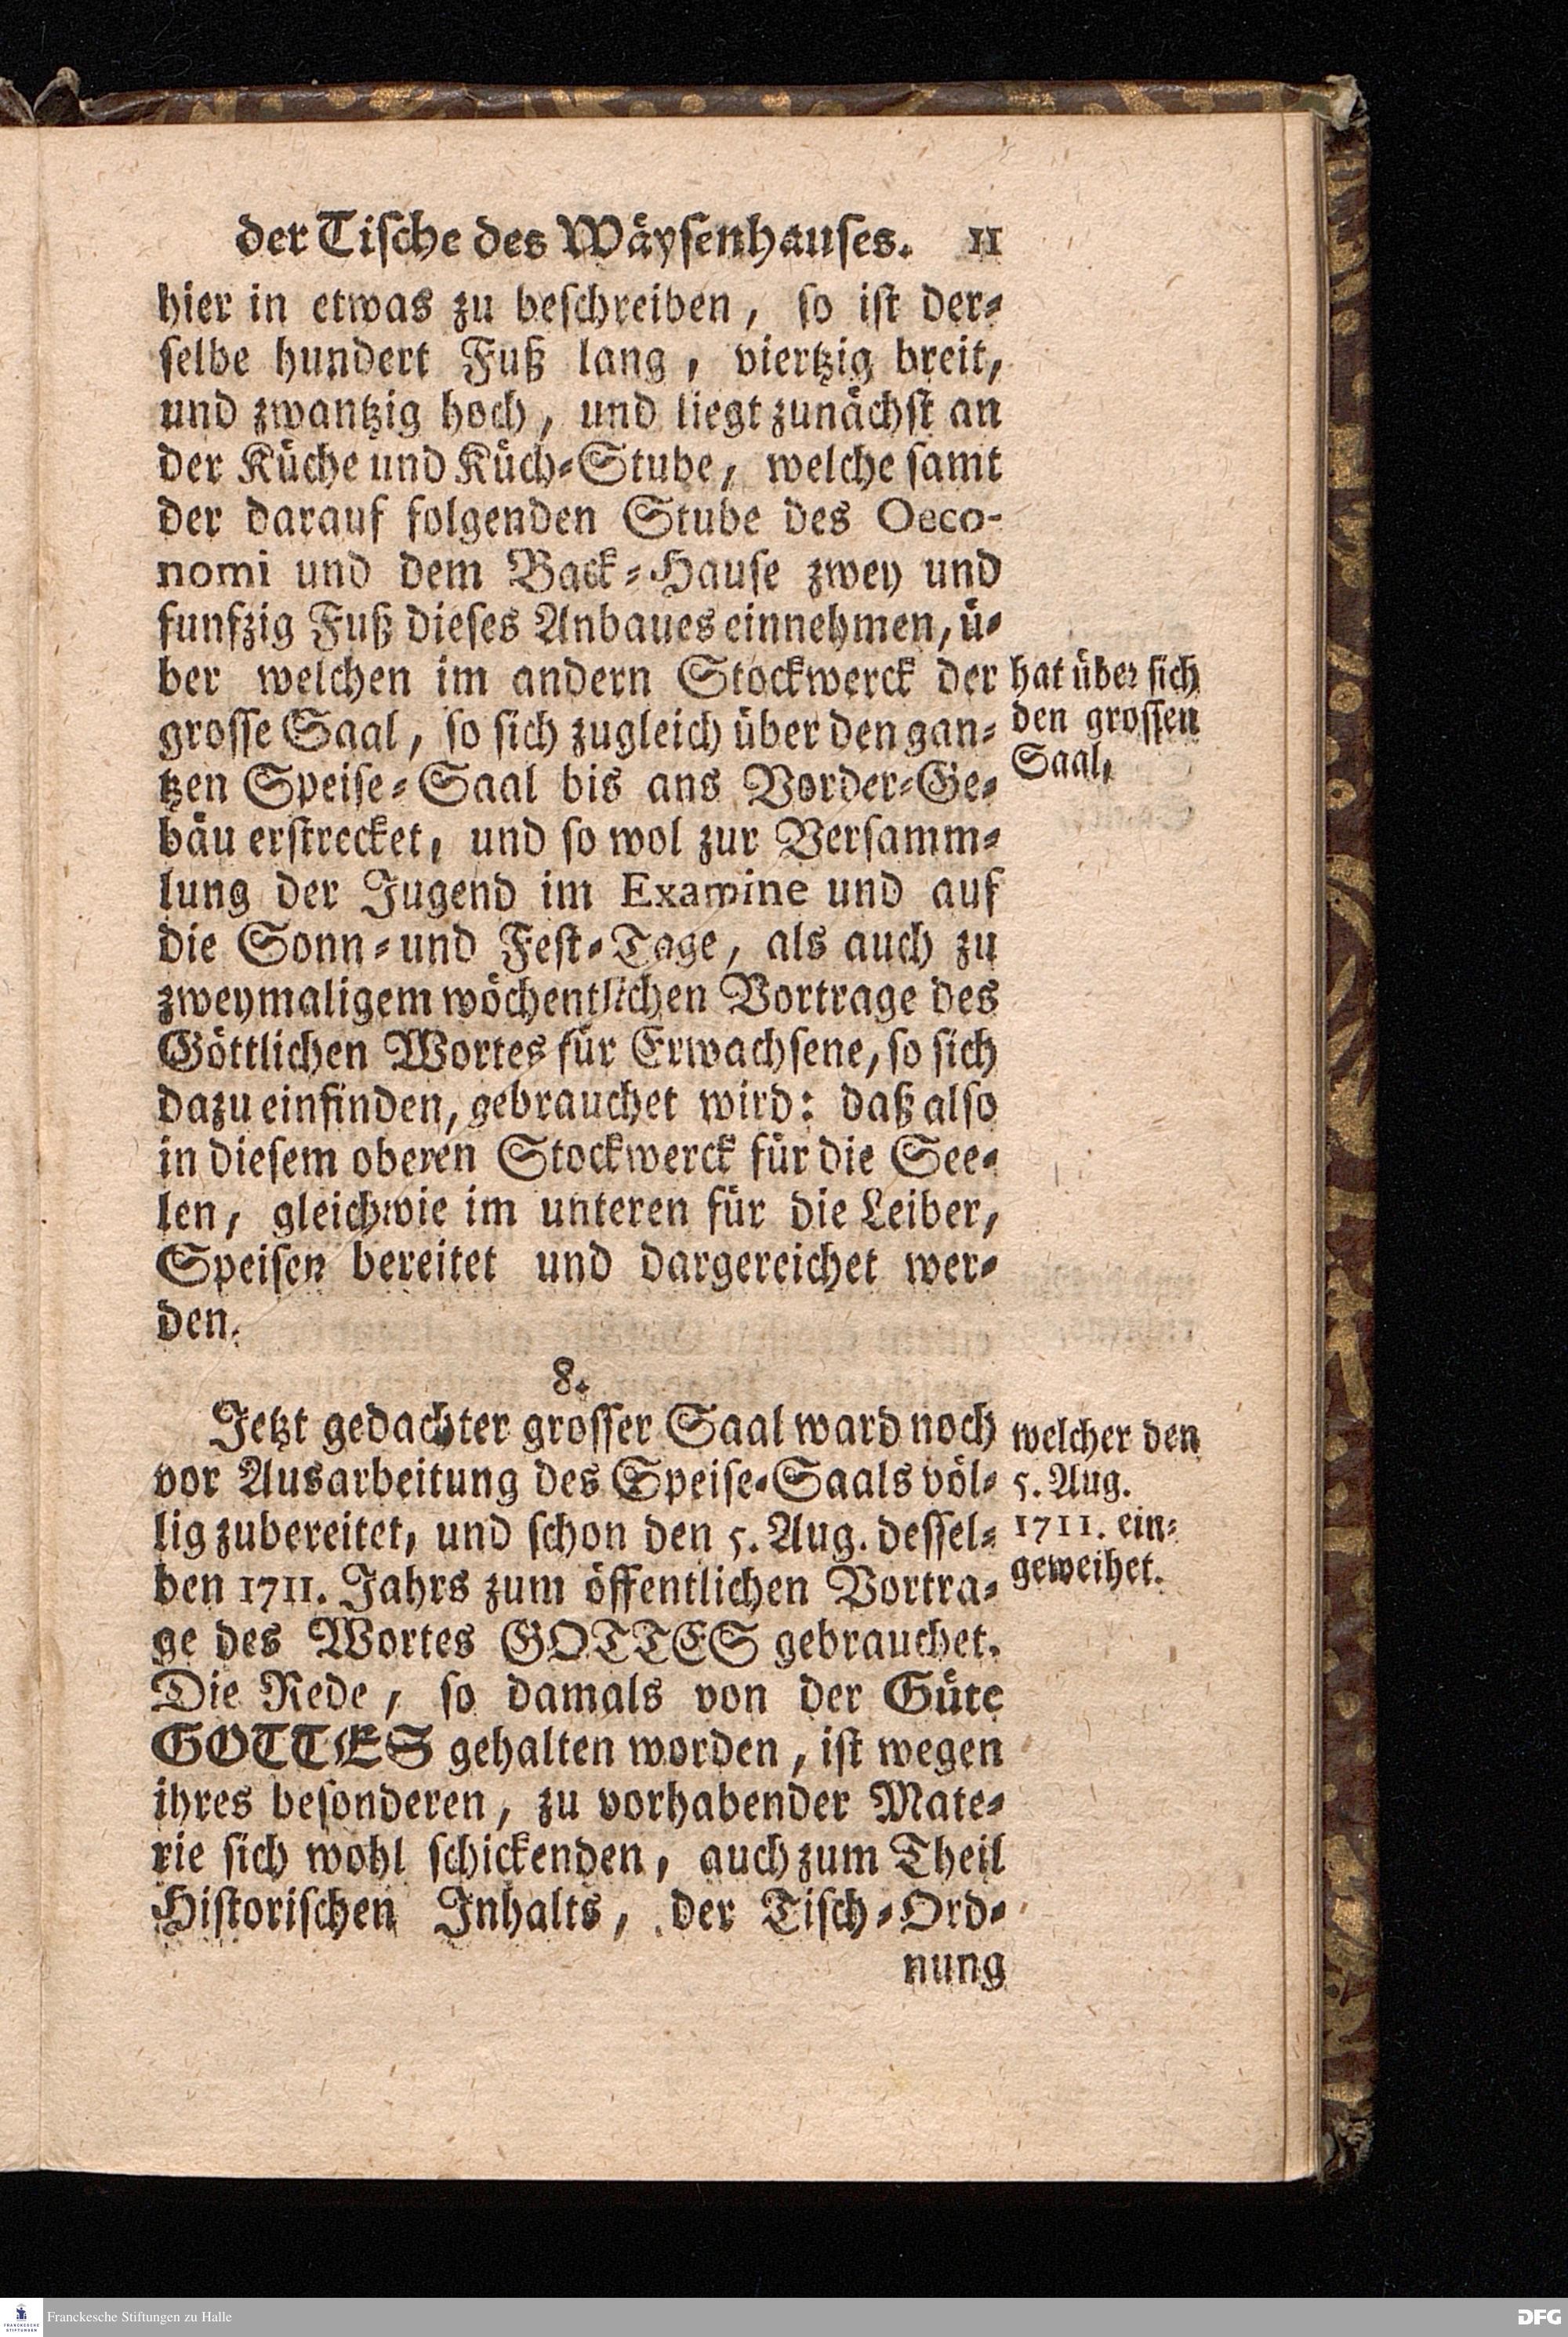 der Tische des Wäysenhauses. 11
hier in etwas zu beschreiben, so ist der-
selbe hundert Fuß lang, viertzig breit,
und zwantzig hoch, und liegt zunächst an
der Küche und Küch-Stube, welche samt
der darauf folgenden Stube des Oeco-
nomi und dem Back-Hause zwey und
funfzig Fuß dieses Anbaues einnehmen, ü-
ber welchen im andern Stockwerck der
grosse Saal, so sich zugleich über den gan-
tzen Speise-Saal bis ans Vorder-Ge-
bäu erstrecket, und so wol zur Versamm-
lung der Jugend im Examine und auf
die Sonn- und Fest-Tage, als auch zu
zweymaligem wöchentlichen Vortrage des
Göttlichen Wortes für Erwachsene, so sich
dazu einfinden, gebrauchet wird: daß also
in diesem oberen Stockwerck für die See-
len, gleichwie im unteren für die Leiber,
Speisen bereitet und dargereichet wer-
den.
hat über sich
den grossen
Saal,
8.
Jetzt gedachter grosser Saal ward noch
vor Ausarbeitung des Speise-Saals völ-
lig zubereitet, und schon den 5. Aug. dessel-
ben 1711. Jahrs zum öffentlichen Vortra-
ge des Wortes GOTTES gebrauchet.
Die Rede, so damals von der Güte
GOTTES gehalten worden, ist wegen
ihres besonderen, zu vorhabender Mate-
rie sich wohl schickenden, auch zum Theil
Historischen Inhalts, der Tisch-Ord-
nung
welcher den
5. Aug.
1711. ein-
geweihet.
FRANCKESCHE
STIFTUNGEN
Franckesche Stiftungen zu Halle
DFG